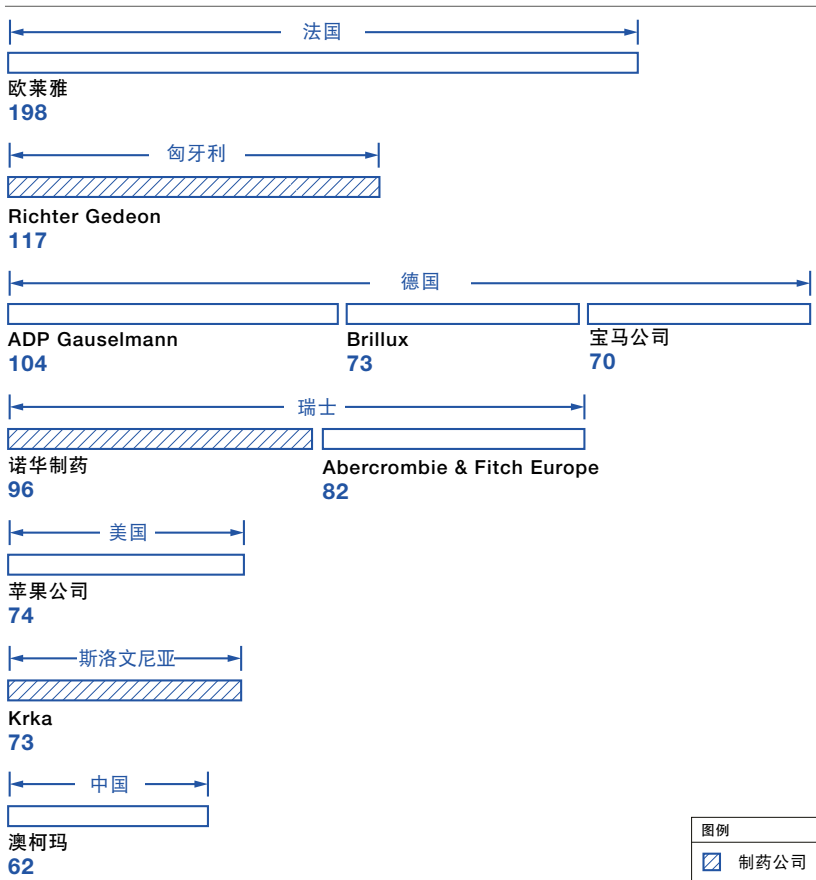 法国
欧莱雅
198
匈牙利
Richter Gedeon
117
德国
ADP Gauselmann
104
Brillux
73
宝马公司
70
瑞士
诺华制药
96
Abercrombie & Fitch Europe
82
美国
苹果公司
74
斯洛文尼亚
Krka
73
中国
澳柯玛
62
图例
制药公司